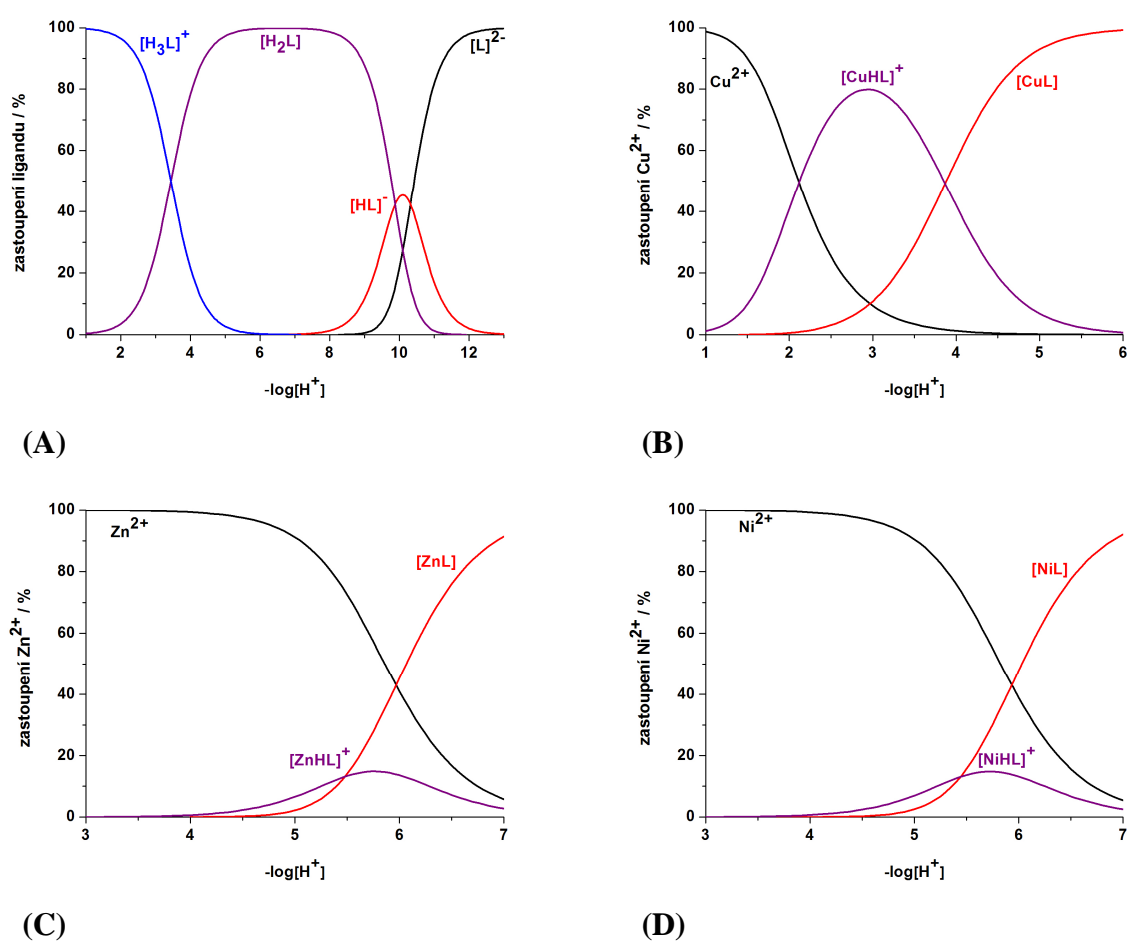 100
80
60
40
20
0
2
4
6
8
10
12
zastoupení ligandu / %
-log[H⁺]
[H₃L]⁺
[H₂L]
[HL]⁻
[L]²⁻
(A)
100
80
60
40
20
0
1
2
3
4
5
6
zastoupení Cu²⁺ / %
-log[H⁺]
Cu²⁺
[CuHL]⁺
[CuL]
(B)
100
80
60
40
20
0
3
4
5
6
7
zastoupení Zn²⁺ / %
-log[H⁺]
Zn²⁺
[ZnHL]⁺
[ZnL]
(C)
100
80
60
40
20
0
3
4
5
6
7
zastoupení Ni²⁺ / %
-log[H⁺]
Ni²⁺
[NiHL]⁺
[NiL]
(D)